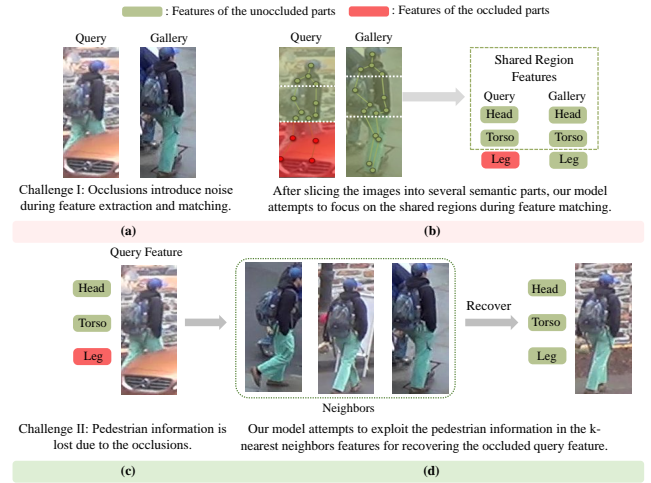 : Features of the unoccluded parts
: Features of the occluded parts
Query
Gallery
Query
Gallery
Shared Region
Features
Query
Gallery
Head
Head
Torso
Torso
Leg
Leg
Challenge I: Occlusions introduce noise
during feature extraction and matching.
After slicing the images into several semantic parts, our model
attempts to focus on the shared regions during feature matching.
(a)
(b)
Query Feature
Head
Torso
Leg
Recover
Head
Torso
Leg
Neighbors
Challenge II: Pedestrian information is
lost due to the occlusions.
Our model attempts to exploit the pedestrian information in the k-
nearest neighbors features for recovering the occluded query feature.
(c)
(d)